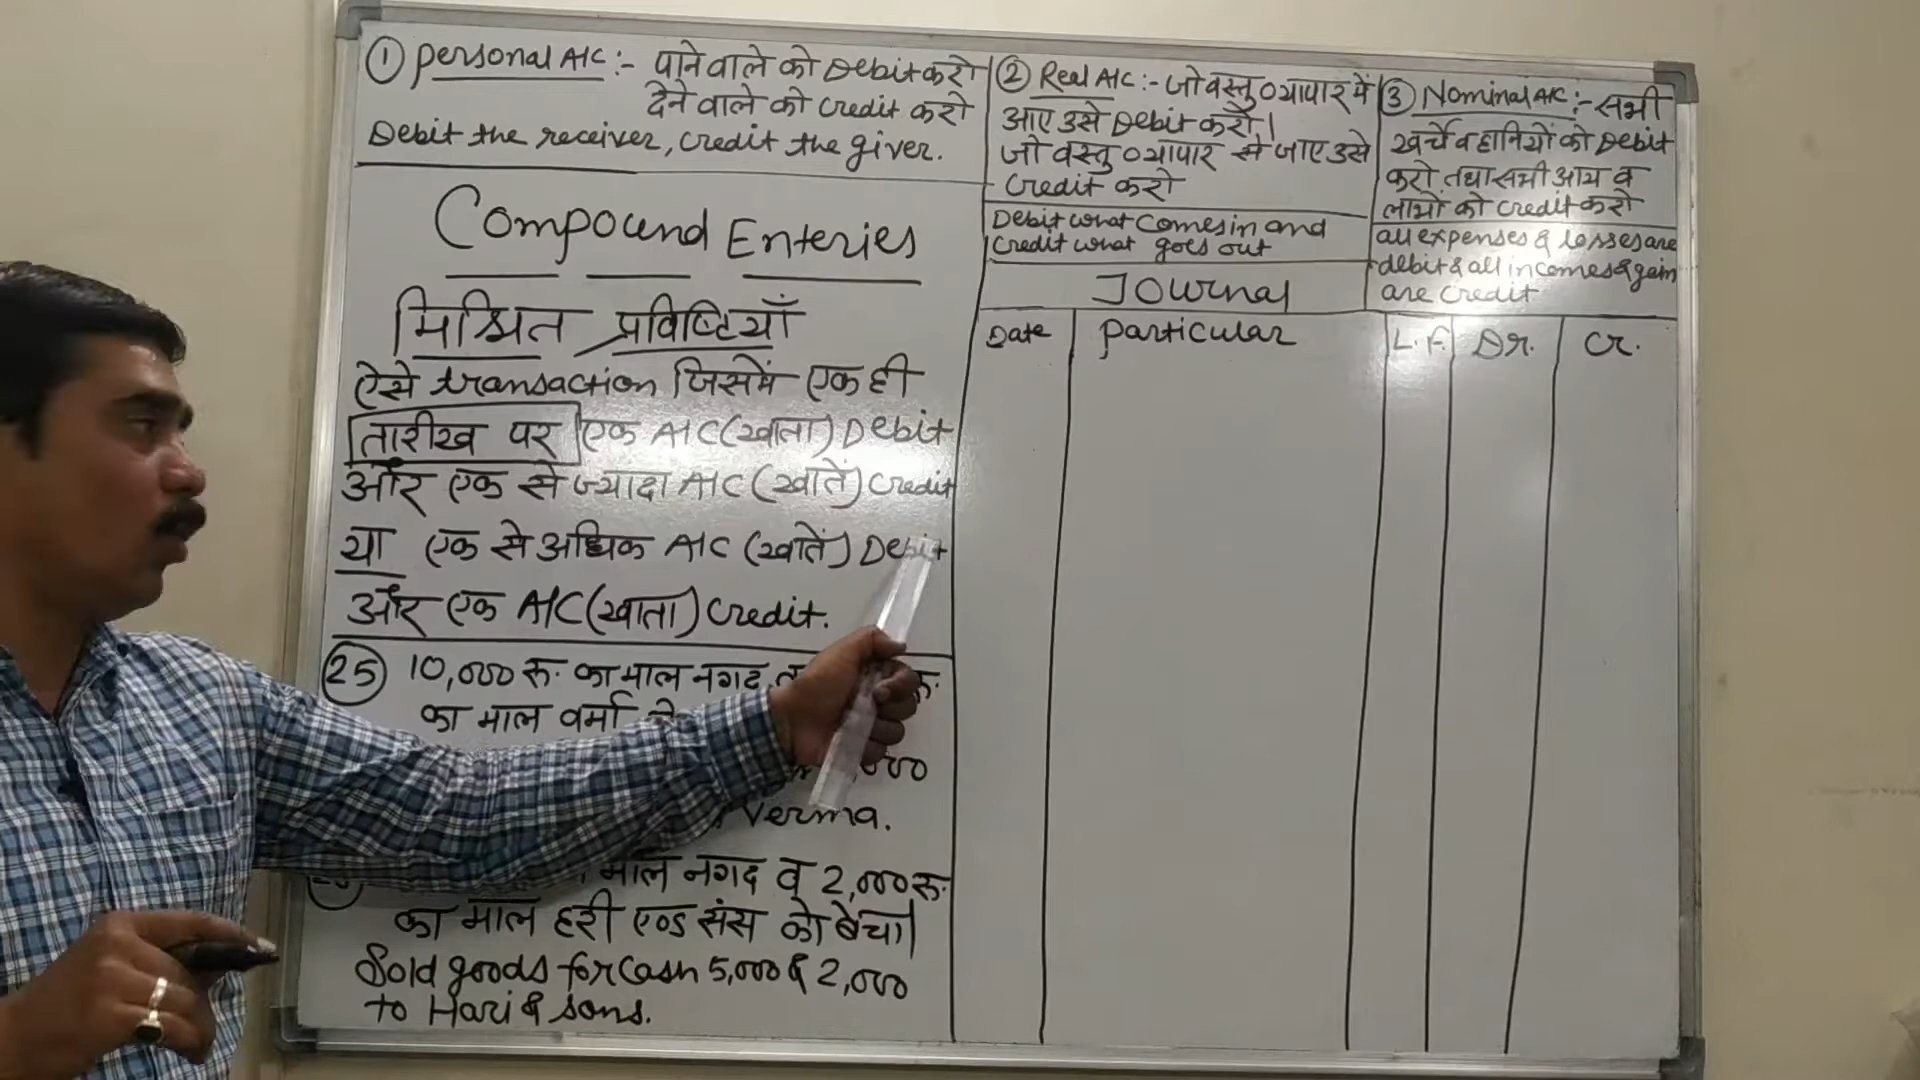 ① Personal A/C :- पाने वाले को Debit करो
देने वाले को Credit करो
Debit the receiver, credit the giver.
② Real A/C :- जो वस्तु व्यापार में
आए उसे Debit करो।
जो वस्तु व्यापार से जाए उसे
Credit करो
Debit what comes in and
Credit what goes out
③ Nominal A/C :- सभी
खर्चे व हानियों को Debit
करो तथा सभी आय व
लाभों को Credit करो
all expenses & losses are
debit & all incomes & gain
are credit
Compound Enteries
मिश्रित प्रविष्टियाँ
ऐसे transaction जिसमें एक ही
तारीख पर एक A/C (खाता) Debit
और एक से ज्यादा A/C (खातें) Credit
या एक से अधिक A/C (खातें) Debit
और एक A/C (खाता) Credit.
25 10,000 रू. का माल नगद रू.
का माल वर्मा
Verma.
माल नगद व 2,000 रू.
का माल हरी एण्ड संस को बेचा।
Sold goods for cash 5,000 & 2,000
to Hari & sons.
Journal
Date Particular L.F. Dr. Cr.